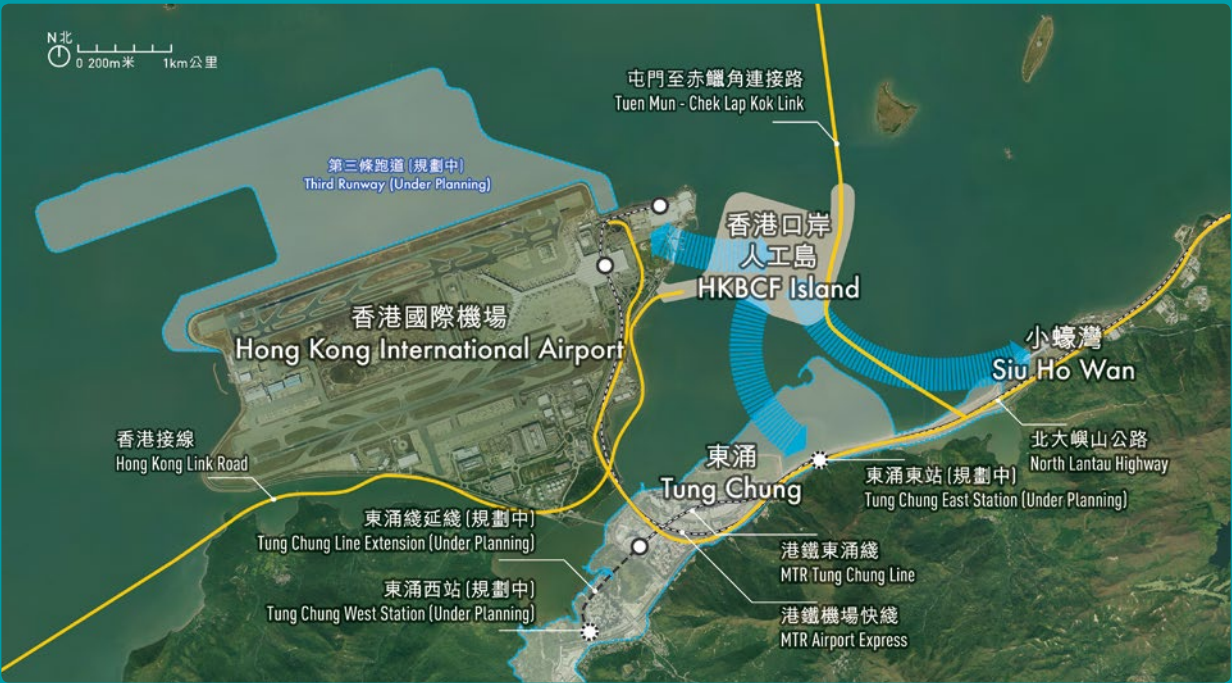 N北
0 200m米 1km公里
屯門至赤鱲角連接路
Tuen Mun - Chek Lap Kok Link
第三條跑道 (規劃中)
Third Runway (Under Planning)
香港口岸
人工島
HKBCF Island
香港國際機場
Hong Kong International Airport
小蠔灣
Siu Ho Wan
香港接線
Hong Kong Link Road
東涌
Tung Chung
北大嶼山公路
North Lantau Highway
東涌東站 (規劃中)
Tung Chung East Station (Under Planning)
東涌綫延綫 (規劃中)
Tung Chung Line Extension (Under Planning)
港鐵東涌綫
MTR Tung Chung Line
東涌西站 (規劃中)
Tung Chung West Station (Under Planning)
港鐵機場快綫
MTR Airport Express